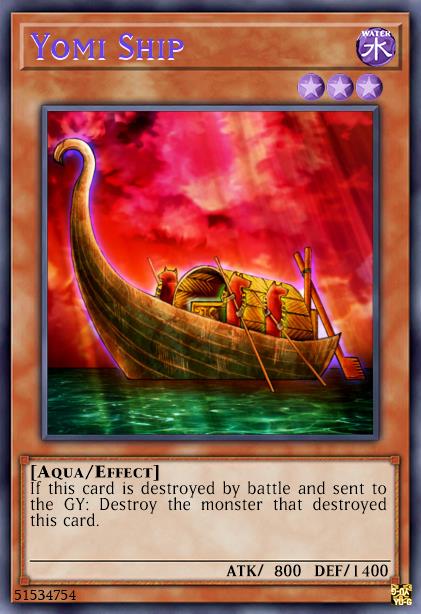 Yomi Ship
WATER
水
[Aqua/Effect]
If this card is destroyed by battle and sent to
the GY: Destroy the monster that destroyed
this card.
ATK/ 800 DEF/1400
51534754